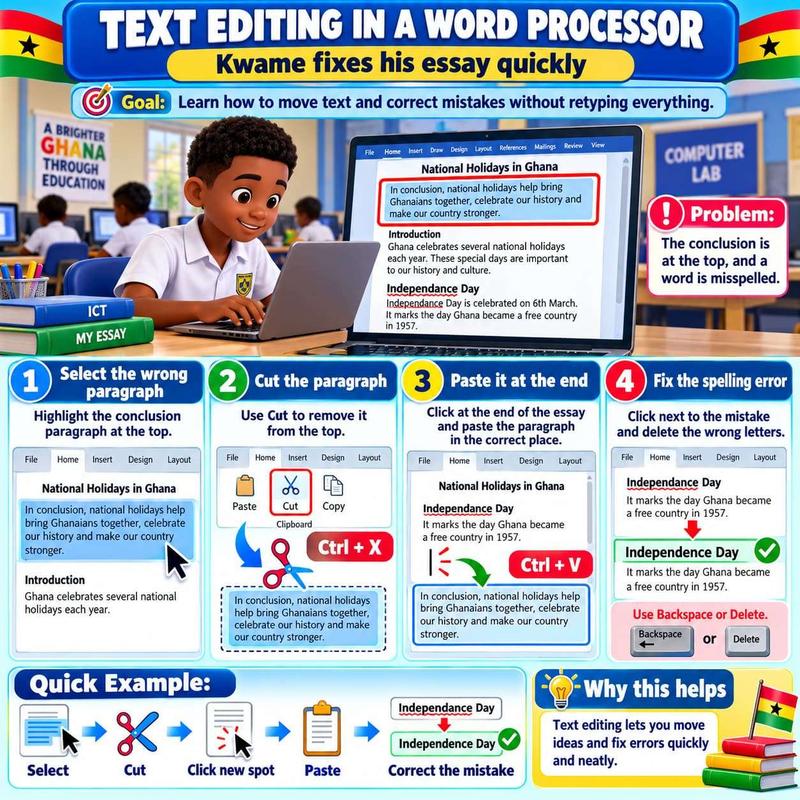 TEXT EDITING IN A WORD PROCESSOR
Kwame fixes his essay quickly
Goal: Learn how to move text and correct mistakes without retyping everything.
A BRIGHTER
GHANA
THROUGH
EDUCATION
ICT
MY ESSAY
File Home Insert Draw Design Layout References Mailings Review View
National Holidays in Ghana
In conclusion, national holidays help bring
Ghanaians together, celebrate our history and
make our country stronger.
Introduction
Ghana celebrates several national holidays
each year. These special days are important
to our history and culture.
Independance Day
Independance Day is celebrated on 6th March.
It marks the day Ghana became a free country
in 1957.
COMPUTER
LAB
! Problem:
The conclusion is
at the top, and a
word is misspelled.
1 Select the wrong
paragraph
Highlight the conclusion
paragraph at the top.
File Home Insert Design Layout
National Holidays in Ghana
In conclusion, national holidays help
bring Ghanaians together, celebrate
our history and make our country
stronger.
Introduction
Ghana celebrates several national
holidays each year.
2 Cut the paragraph
Use Cut to remove it
from the top.
File Home Insert Design Layout
Paste Cut Copy
Clipboard
Ctrl + X
In conclusion, national holidays
help bring Ghanaians together,
celebrate our history and make
our country stronger.
3 Paste it at the end
Click at the end of the essay
and paste the paragraph
in the correct place.
File Home Insert Design Layout
National Holidays in Ghana
Independance Day
It marks the day Ghana became
a free country in 1957.
Ctrl + V
In conclusion, national holidays help
bring Ghanaians together, celebrate
our history and make our country
stronger.
4 Fix the spelling error
Click next to the mistake
and delete the wrong letters.
File Home Insert Design Layout
Independance Day
It marks the day Ghana became
a free country in 1957.
Independence Day
It marks the day Ghana became
a free country in 1957.
Use Backspace or Delete.
Backspace or Delete
Quick Example:
Select
Cut
Click new spot
Paste
Independance Day
Independence Day
Correct the mistake
Why this helps
Text editing lets you move
ideas and fix errors quickly
and neatly.